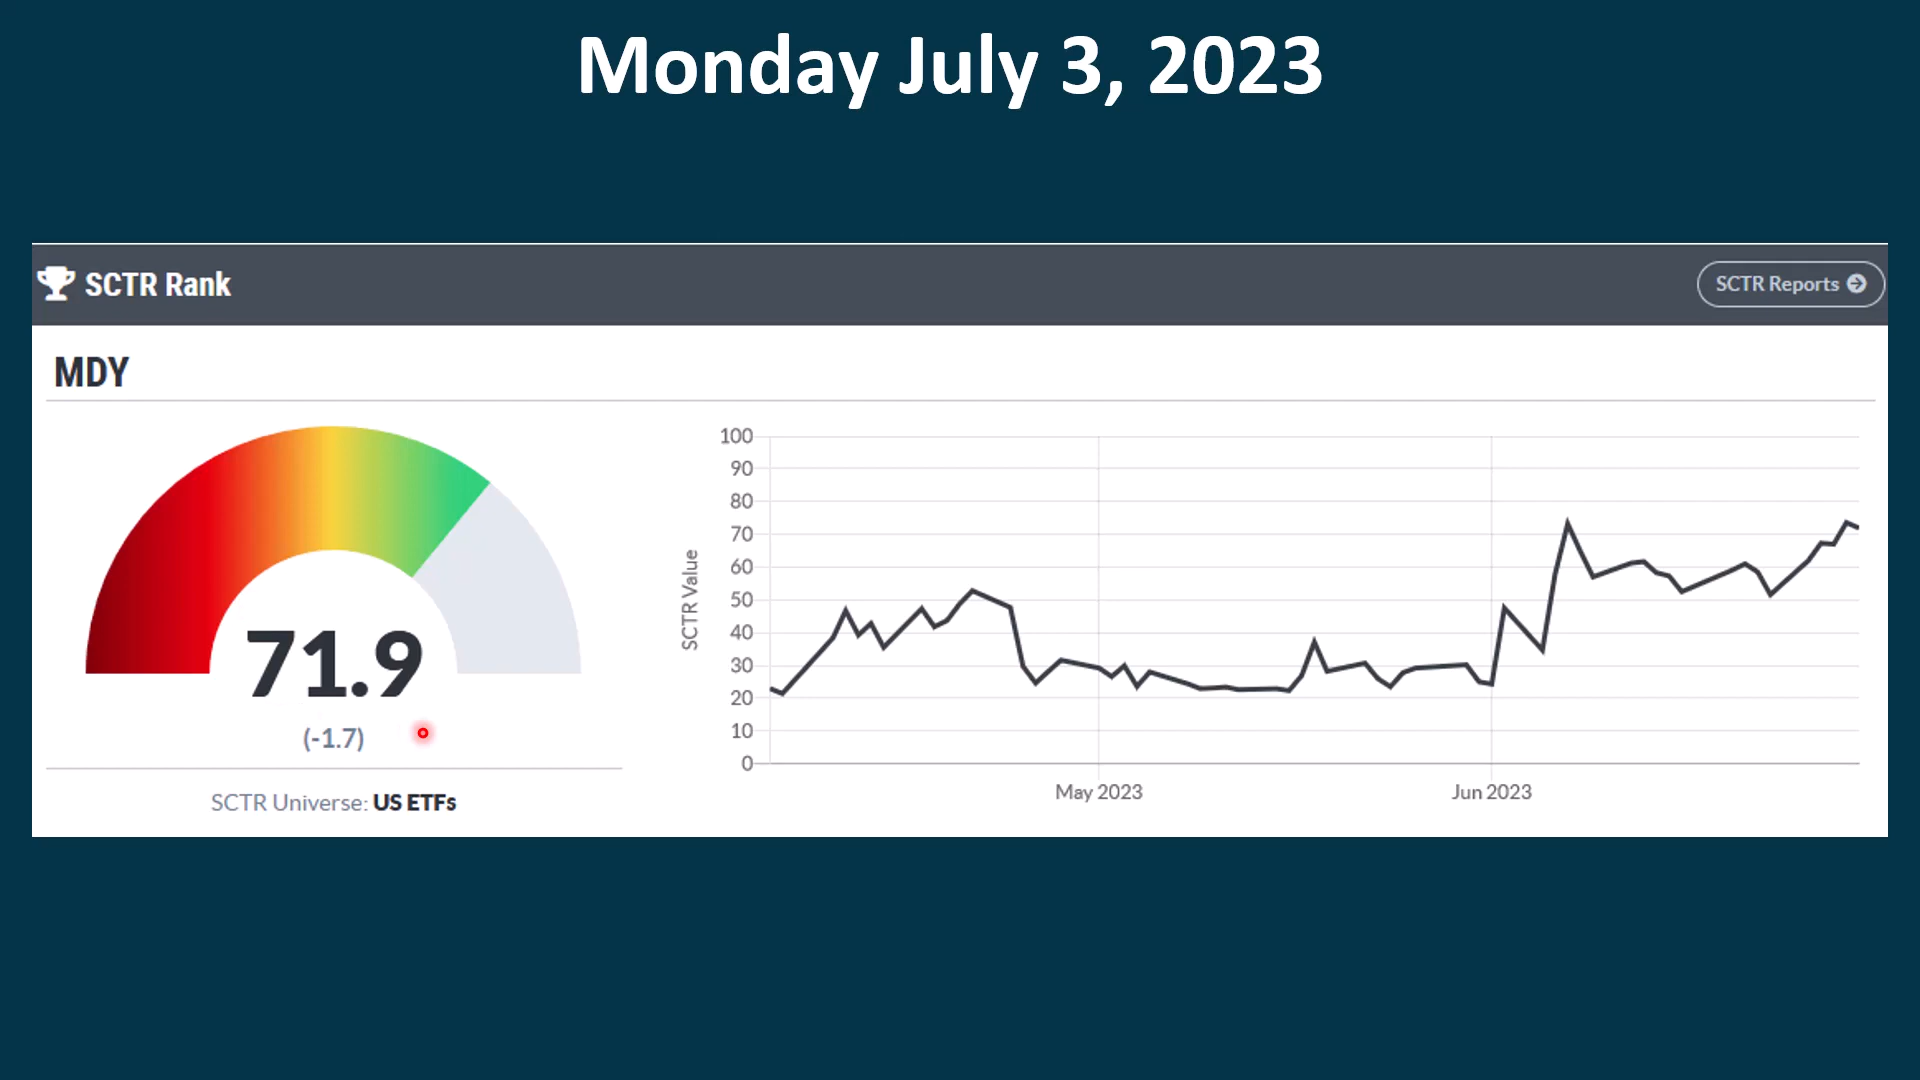 Monday July 3, 2023
SCTR Rank
SCTR Reports
MDY
71.9
(-1.7)
SCTR Universe: US ETFs
SCTR Value
100
90
80
70
60
50
40
30
20
10
0
May 2023
Jun 2023